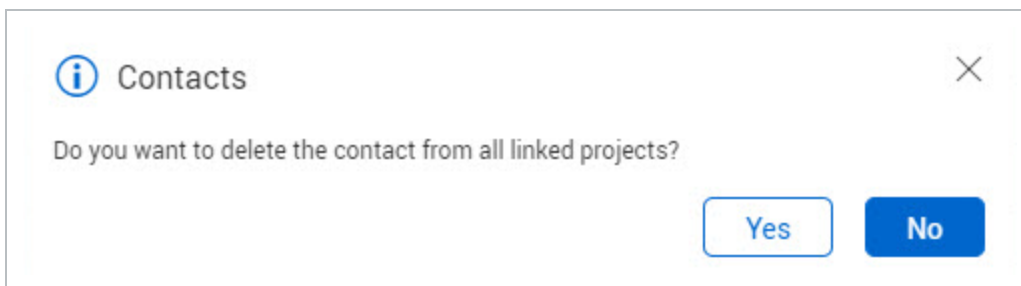 Contacts
Do you want to delete the contact from all linked projects?
Yes No